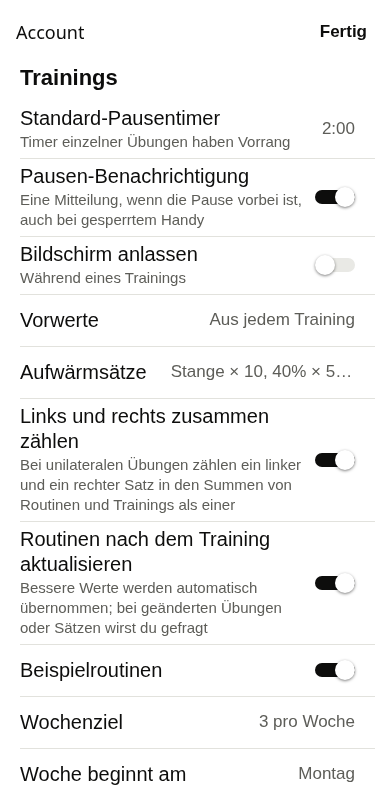 Account
Fertig
Trainings
Standard-Pausentimer
Timer einzelner Übungen haben Vorrang
2:00
Pausen-Benachrichtigung
Eine Mitteilung, wenn die Pause vorbei ist,
auch bei gesperrtem Handy
Bildschirm anlassen
Während eines Trainings
Vorwerte
Aus jedem Training
Aufwärmsätze
Stange × 10, 40% × 5…
Links und rechts zusammen
zählen
Bei unilateralen Übungen zählen ein linker
und ein rechter Satz in den Summen von
Routinen und Trainings als einer
Routinen nach dem Training
aktualisieren
Bessere Werte werden automatisch
übernommen; bei geänderten Übungen
oder Sätzen wirst du gefragt
Beispielroutinen
Wochenziel
3 pro Woche
Woche beginnt am
Montag